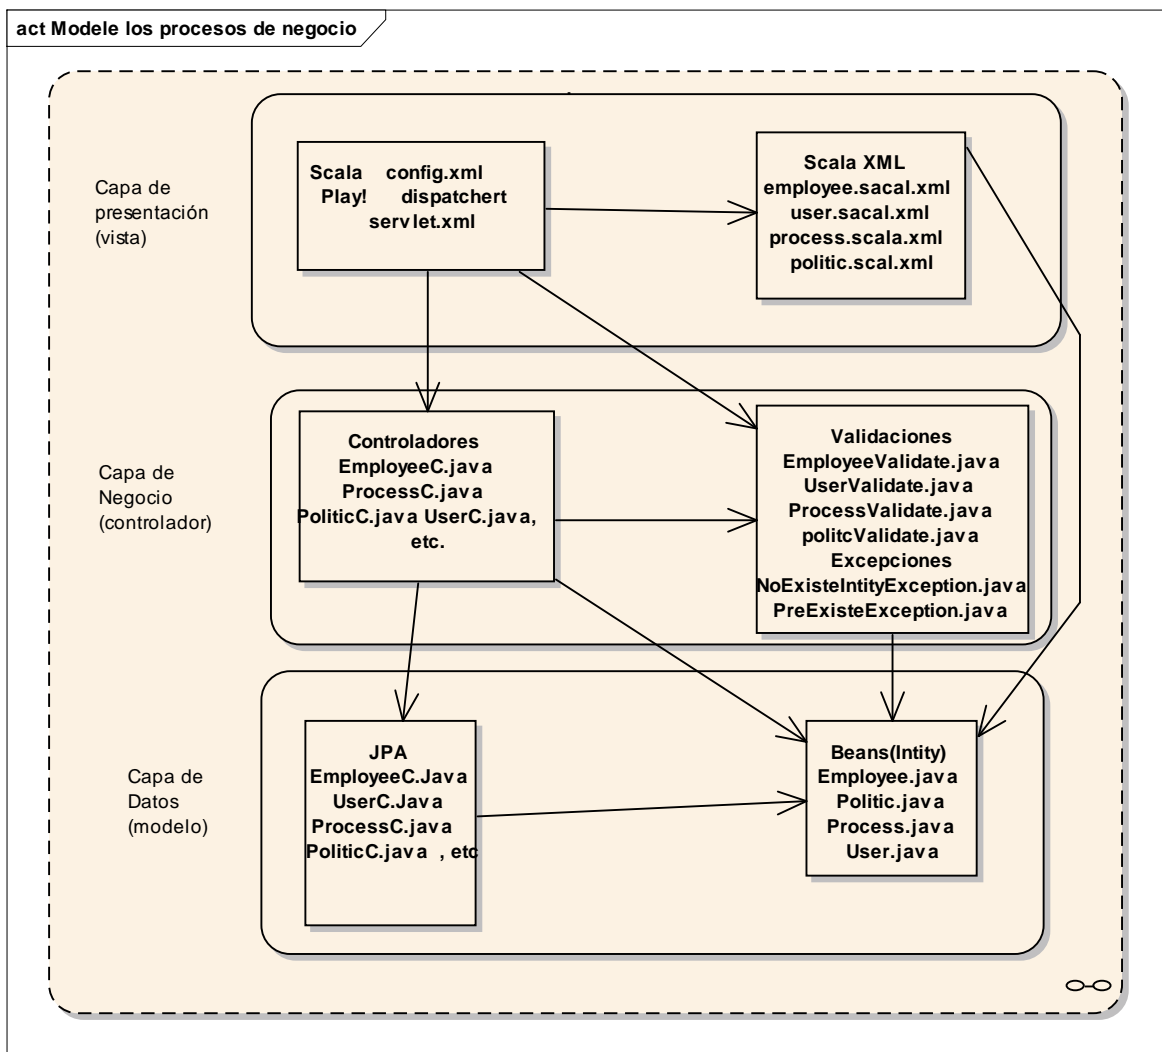 act Modele los procesos de negocio
Capa de
presentación
(vista)
Scala config.xml
Play! dispatchert
servlet.xml
Scala XML
employee.sacal.xml
user.sacal.xml
process.scala.xml
politic.scal.xml
Capa de
Negocio
(controlador)
Controladores
EmployeeC.java
ProcessC.java
PoliticC.java UserC.java,
etc.
Validaciones
EmployeeValidate.java
UserValidate.java
ProcessValidate.java
politcValidate.java
Excepciones
NoExisteIntityException.java
PreExisteException.java
Capa de
Datos
(modelo)
JPA
EmployeeC.Java
UserC.Java
ProcessC.java
PoliticC.java , etc
Beans(Intity)
Employee.java
Politic.java
Process.java
User.java